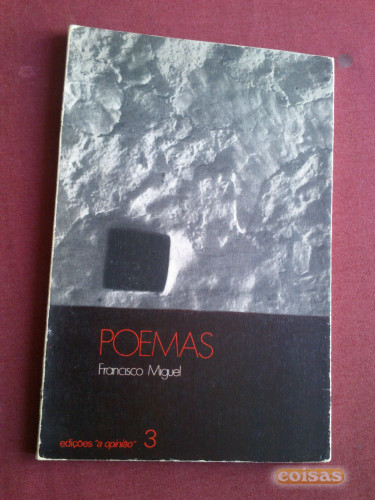 POEMAS
Francisco Miguel
edições "a opinião" 3
coisas